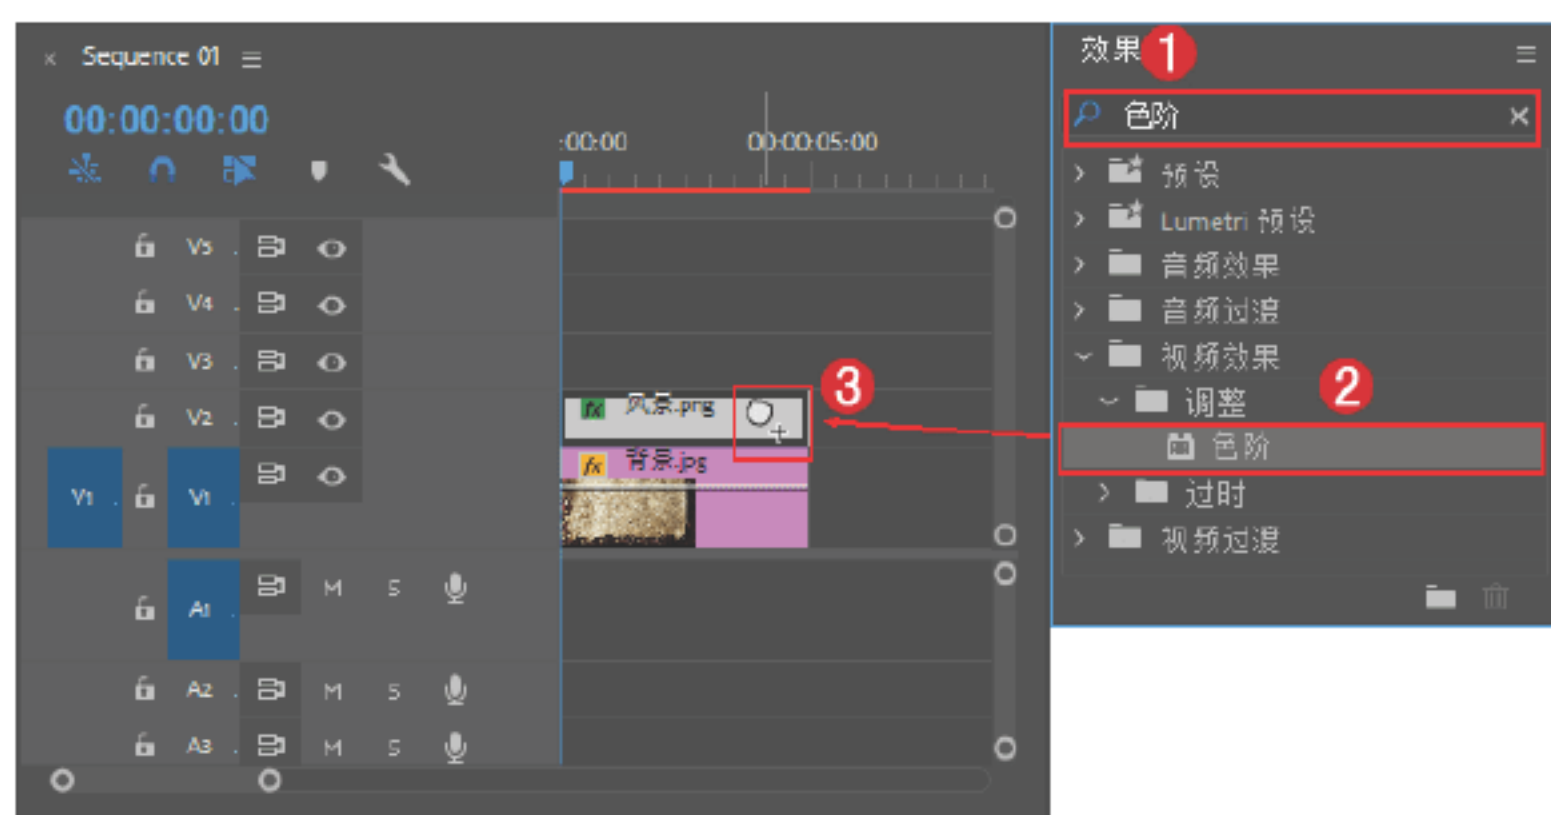 × Sequence 01 ≡
00:00:00:00
:00:00 00:00:05:00
V5
V4
V3
V2
fx 风景.png
3
V1 V1
fx 背景.jpg
A1 M S
A2 M S
A3 M S
效果 1
色阶 ×
预设
Lumetri 预设
音频效果
音频过渡
视频效果
调整
2
色阶
过时
视频过渡